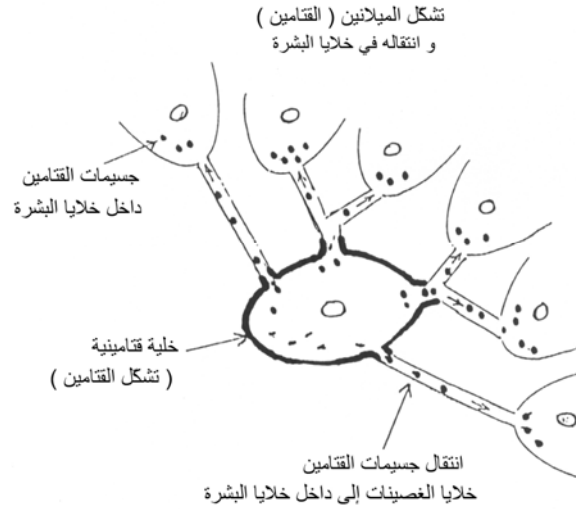 تشكل الميلانين ( القتامين )
و انتقاله في خلايا البشرة
جسيمات القتامين
داخل خلايا البشرة
خلية قتامينية
( تشكل القتامين )
انتقال جسيمات القتامين
خلايا الغصينات إلى داخل خلايا البشرة